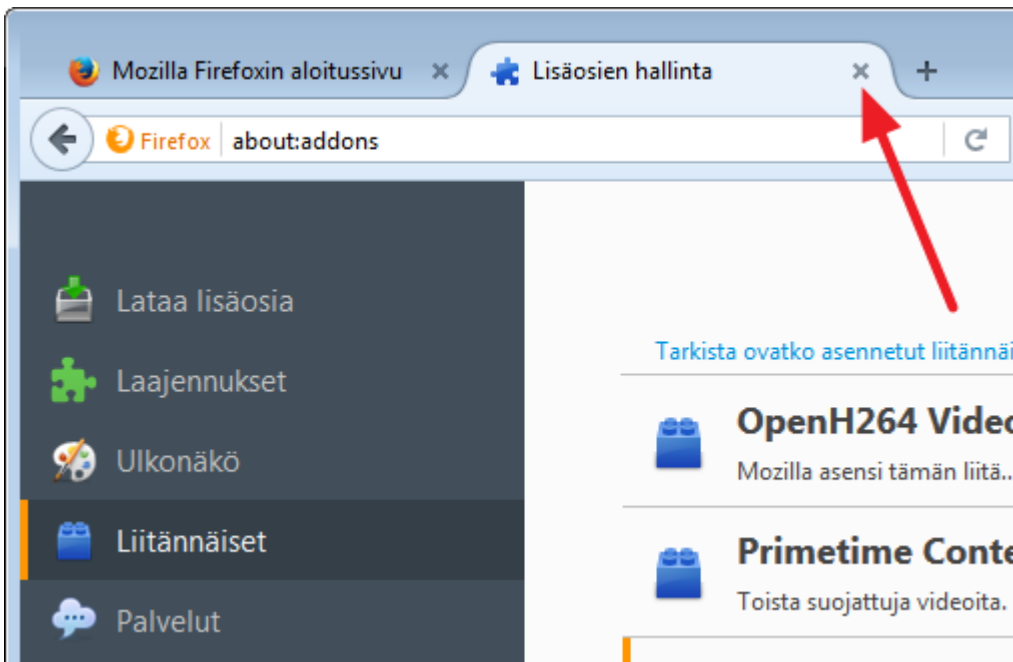 Mozilla Firefoxin aloitussivu
Lisäosien hallinta
Firefox about:addons
Lataa lisäosia
Laajennukset
Ulkonäkö
Liitännäiset
Palvelut
Tarkista ovatko asennetut liitännäi
OpenH264 Video
Mozilla asensi tämän liitä...
Primetime Conte
Toista suojattuja videoita.